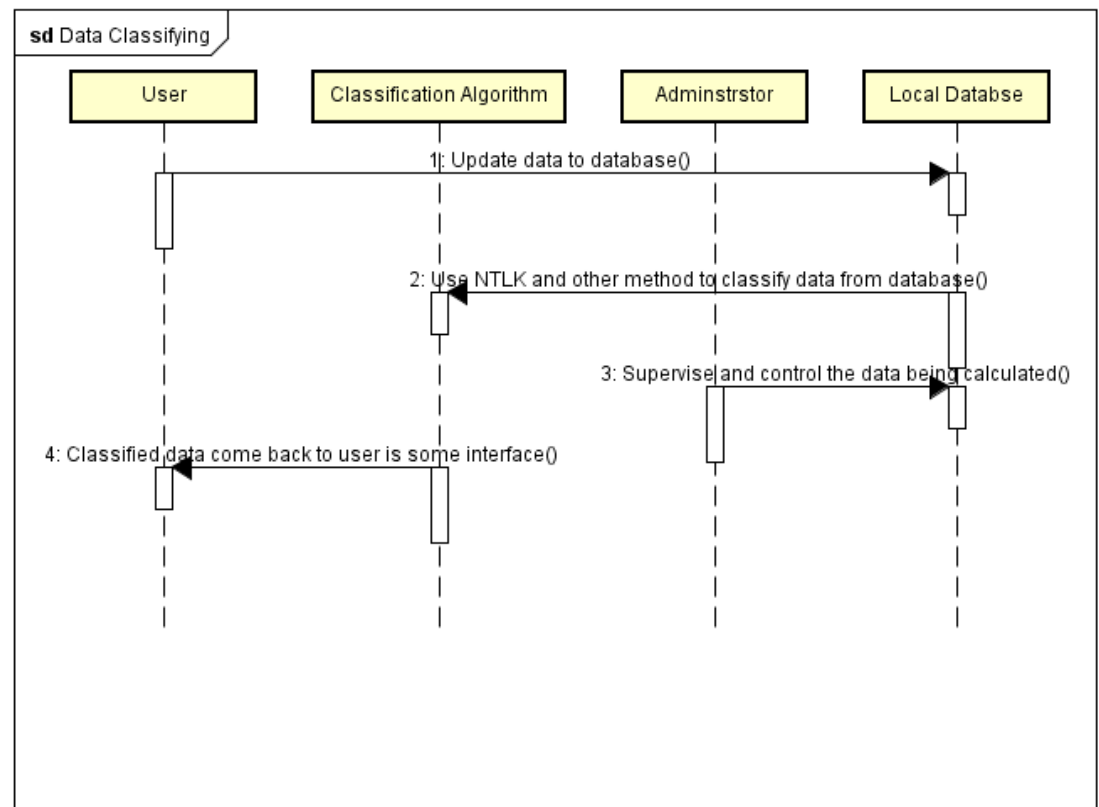 sd Data Classifying
User
Classification Algorithm
Adminstrstor
Local Databse
1: Update data to database()
2: Use NTLK and other method to classify data from database()
3: Supervise and control the data being calculated()
4: Classified data come back to user is some interface()